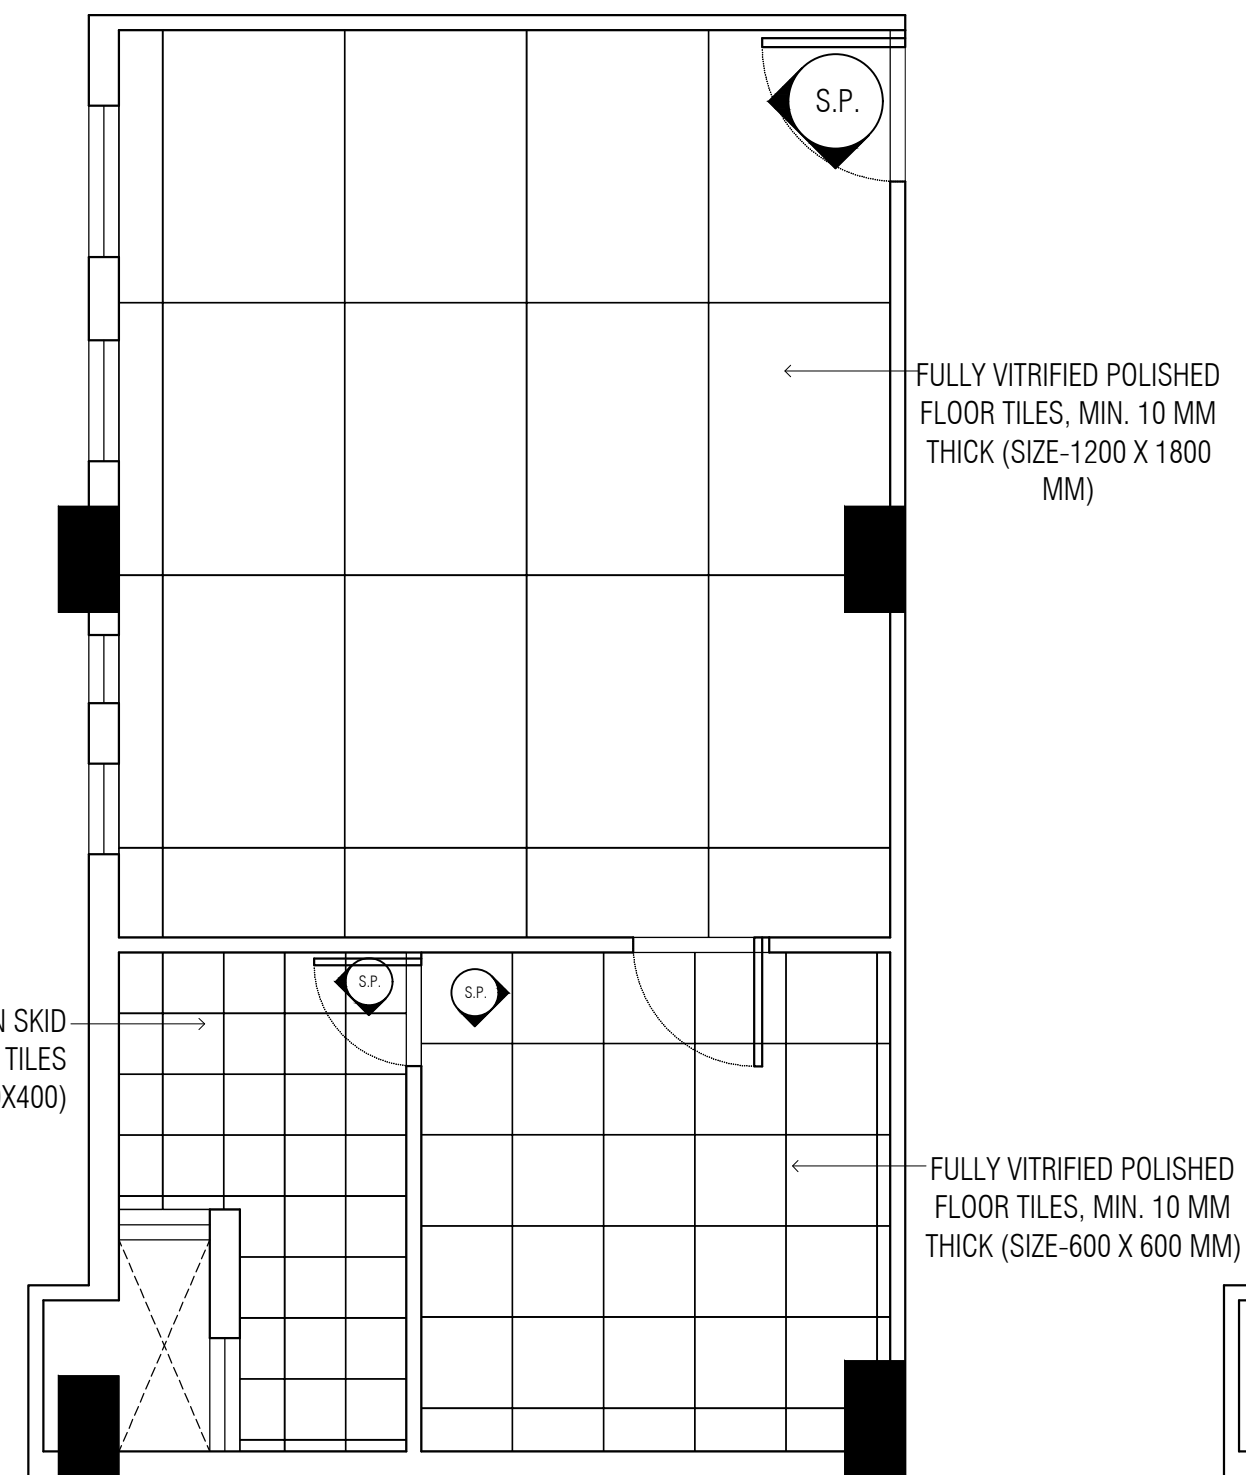 S.P.
FULLY VITRIFIED POLISHED
FLOOR TILES, MIN. 10 MM
THICK (SIZE-1200 X 1800
MM)
S.P.
S.P.
SKID
TILES
X400)
FULLY VITRIFIED POLISHED
FLOOR TILES, MIN. 10 MM
THICK (SIZE-600 X 600 MM)